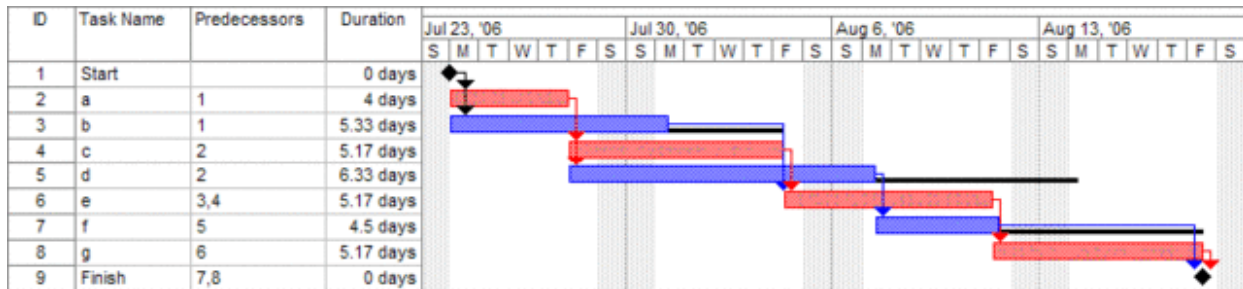 ID Task Name Predecessors Duration Jul 23, '06 Jul 30, '06 Aug 6, '06 Aug 13, '06
S M T W T F S S M T W T F S S M T W T F S S M T W T F S
1 Start 0 days
2 a 1 4 days
3 b 1 5.33 days
4 c 2 5.17 days
5 d 2 6.33 days
6 e 3,4 5.17 days
7 f 5 4.5 days
8 g 6 5.17 days
9 Finish 7,8 0 days